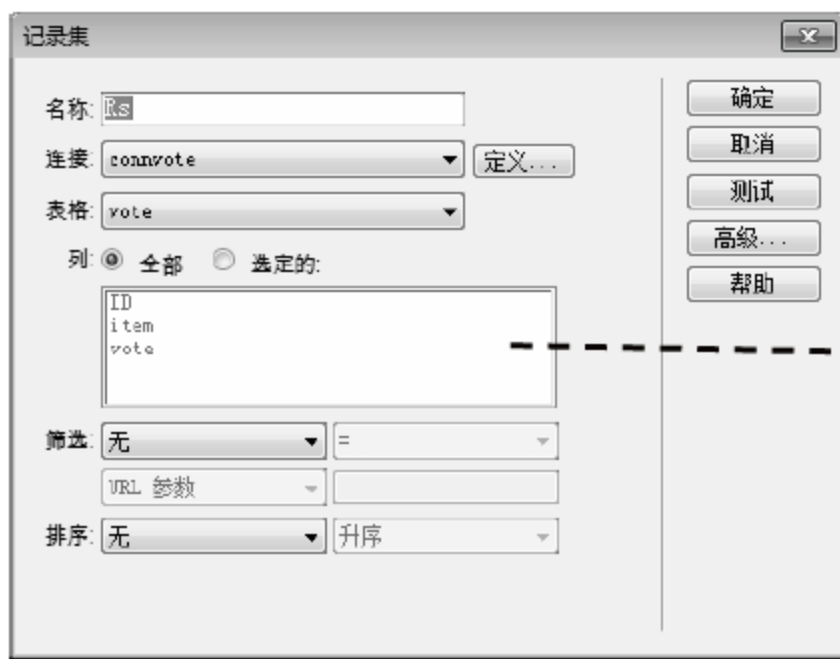 记录集
名称: Rs
连接: connvote 定义...
表格: vote
列: 全部 选定的:
ID
item
vote
筛选: 无 =
URL 参数
排序: 无 升序
确定
取消
测试
高级...
帮助